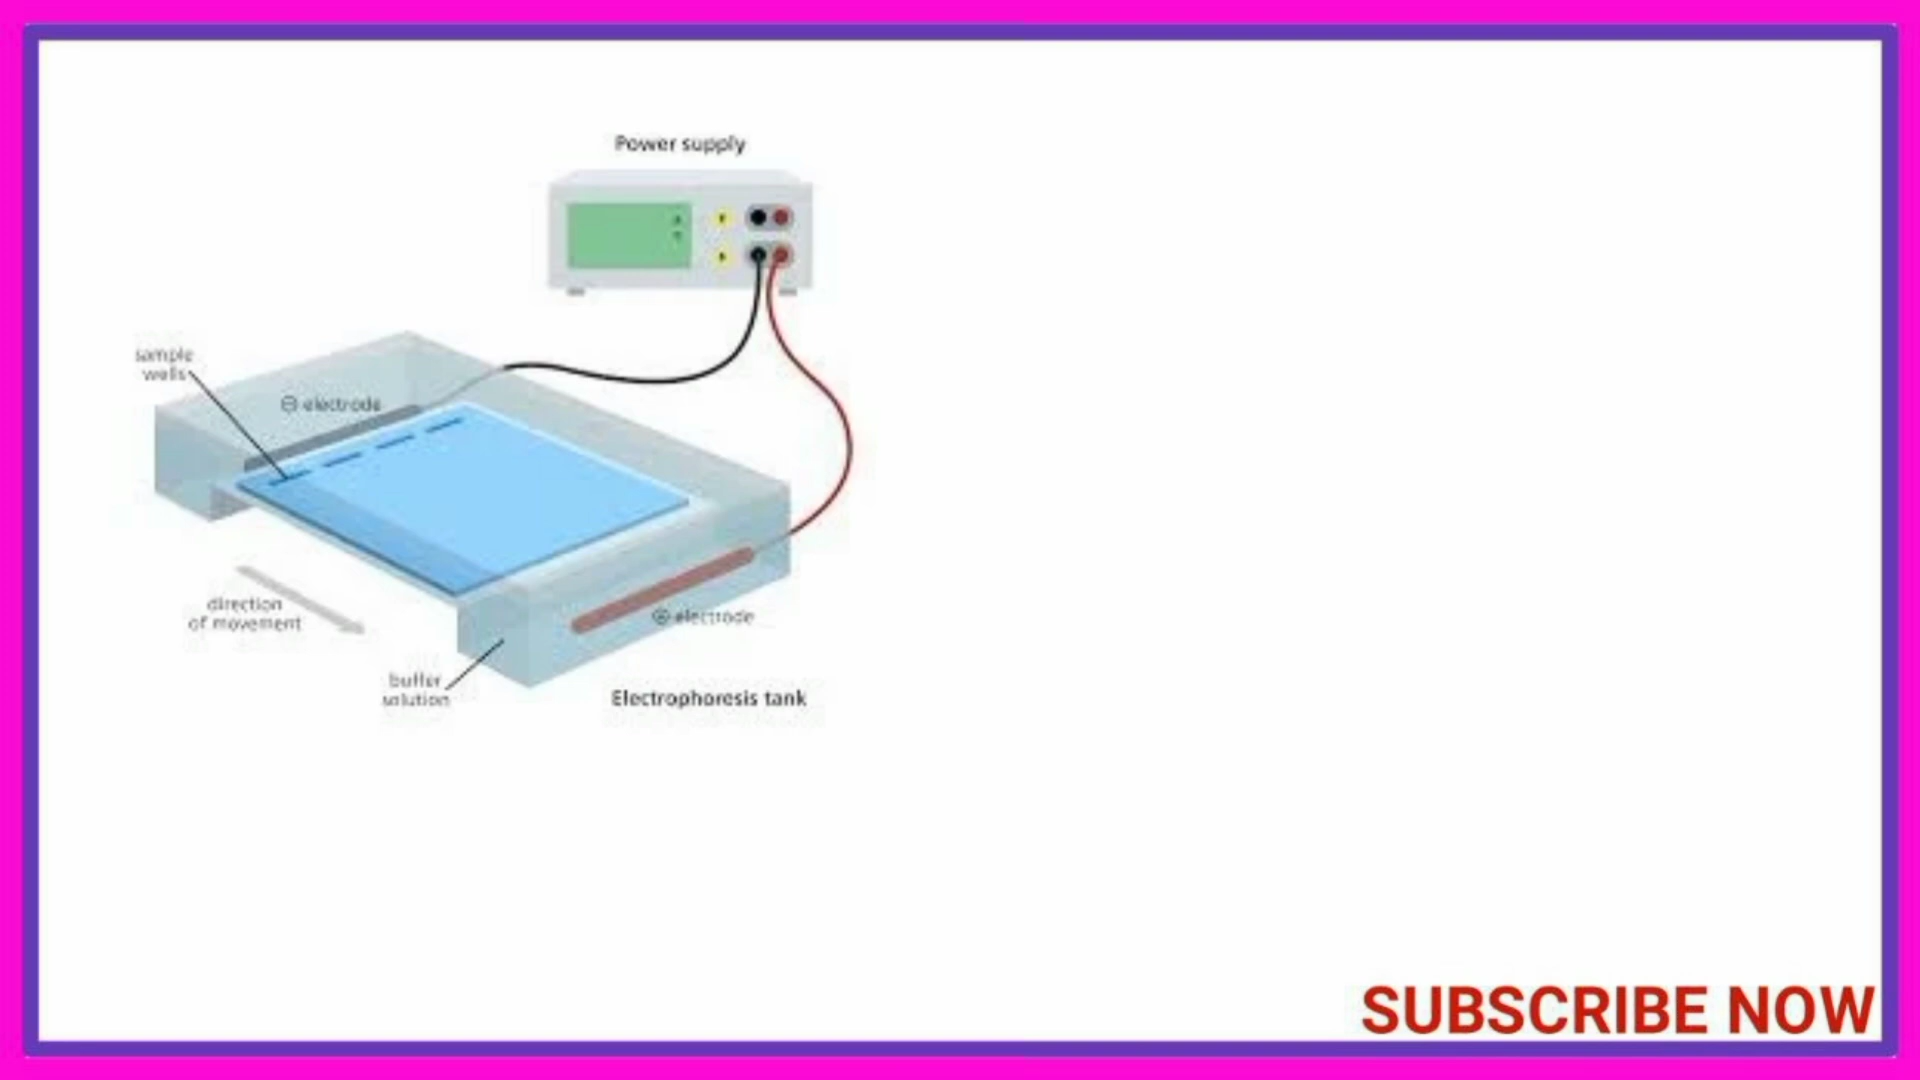 Power supply
sample
wells
⊖ electrode
direction
of movement
⊕ electrode
buffer
solution
Electrophoresis tank
SUBSCRIBE NOW